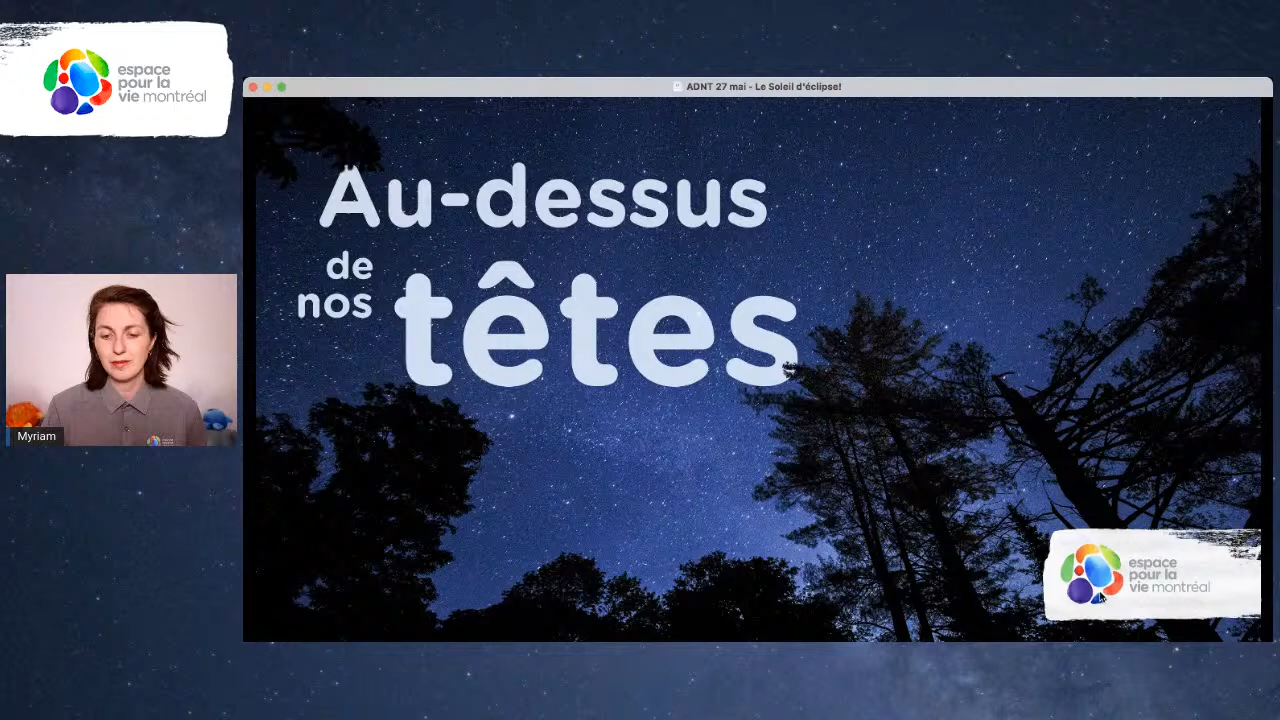 espace
pour la
vie montréal
ADNT 27 mai - Le Soleil d'éclipse!
Au-dessus
de
nos
têtes
Myriam
espace
pour la
vie montréal